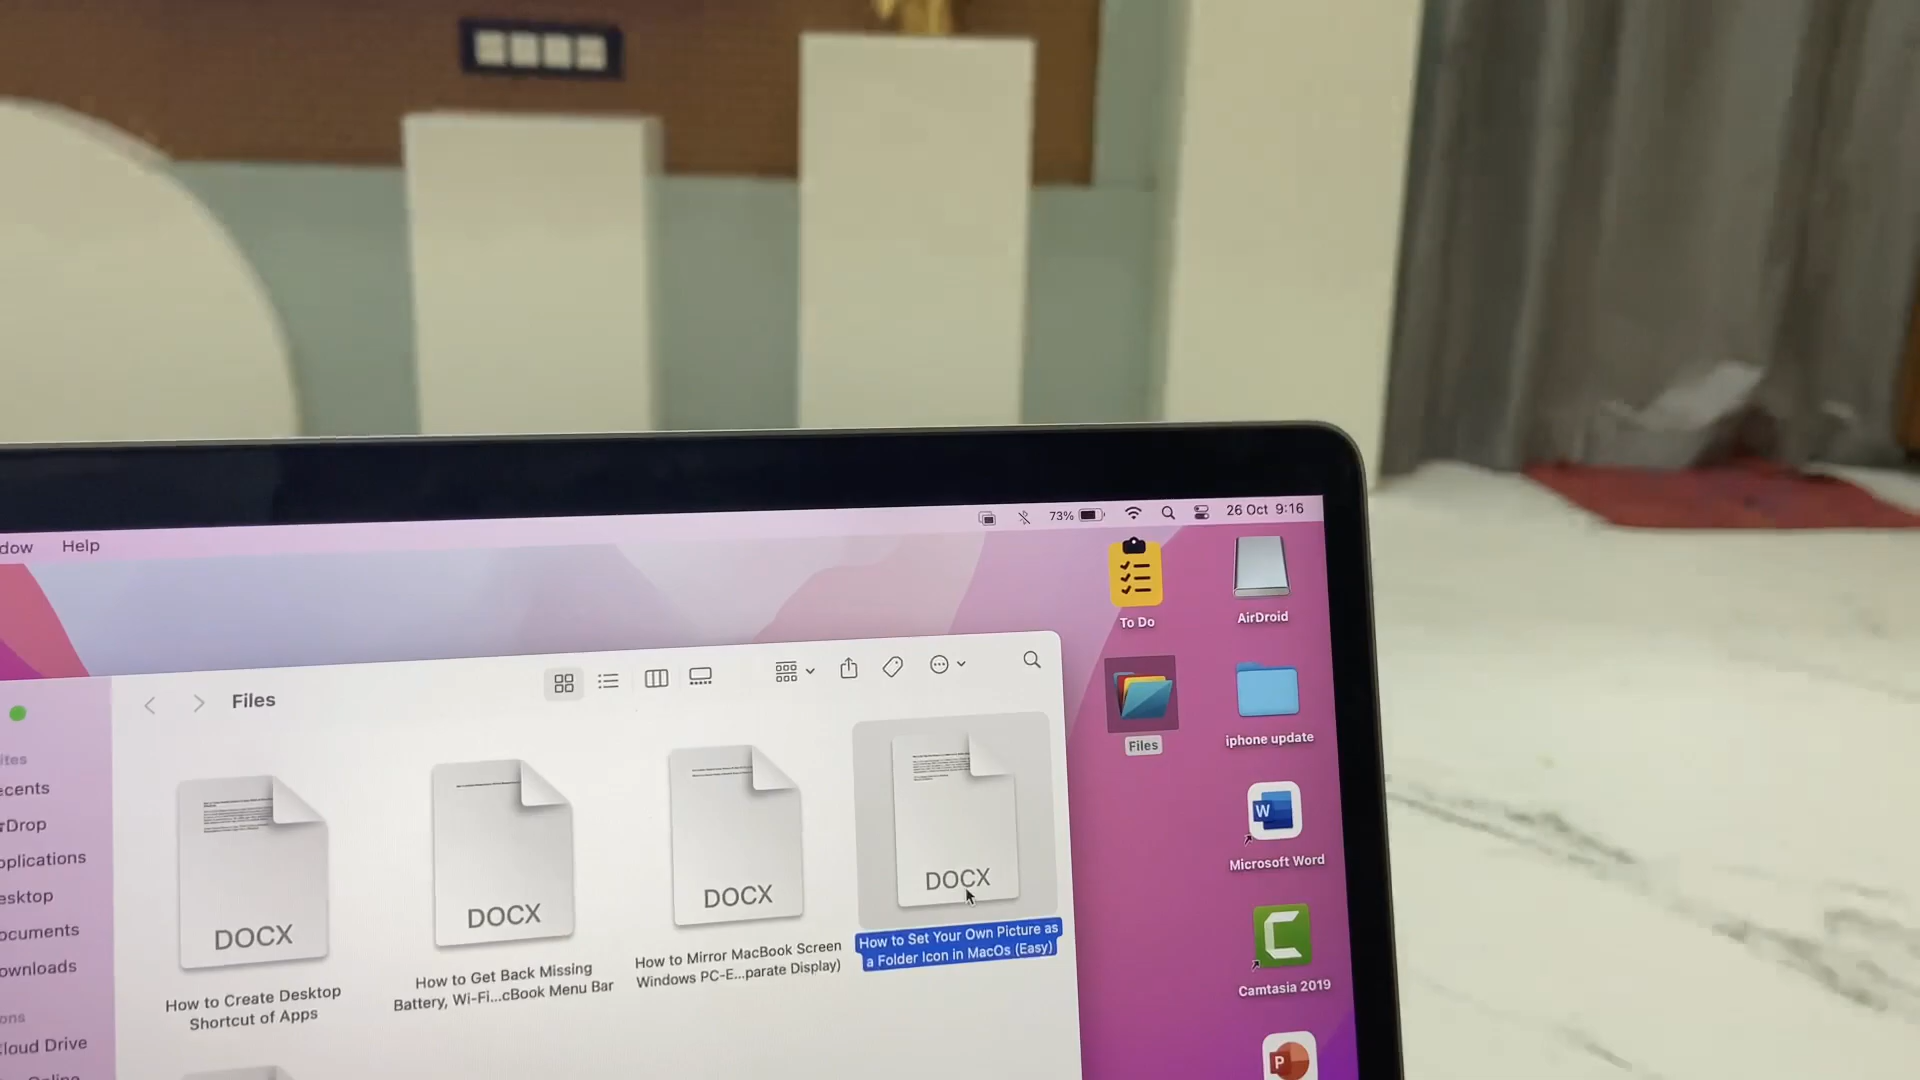 dow Help
73%
26 Oct 9:16
To Do
AirDroid
Files
Files
iphone update
ites
ecents
Drop
pplications
esktop
ocuments
ownloads
ons
loud Drive
DOCX
DOCX
DOCX
DOCX
How to Create Desktop
Shortcut of Apps
How to Get Back Missing
Battery, Wi-Fi...cBook Menu Bar
How to Mirror MacBook Screen
Windows PC-E...parate Display)
How to Set Your Own Picture as
a Folder Icon in MacOs (Easy)
W
Microsoft Word
Camtasia 2019
P